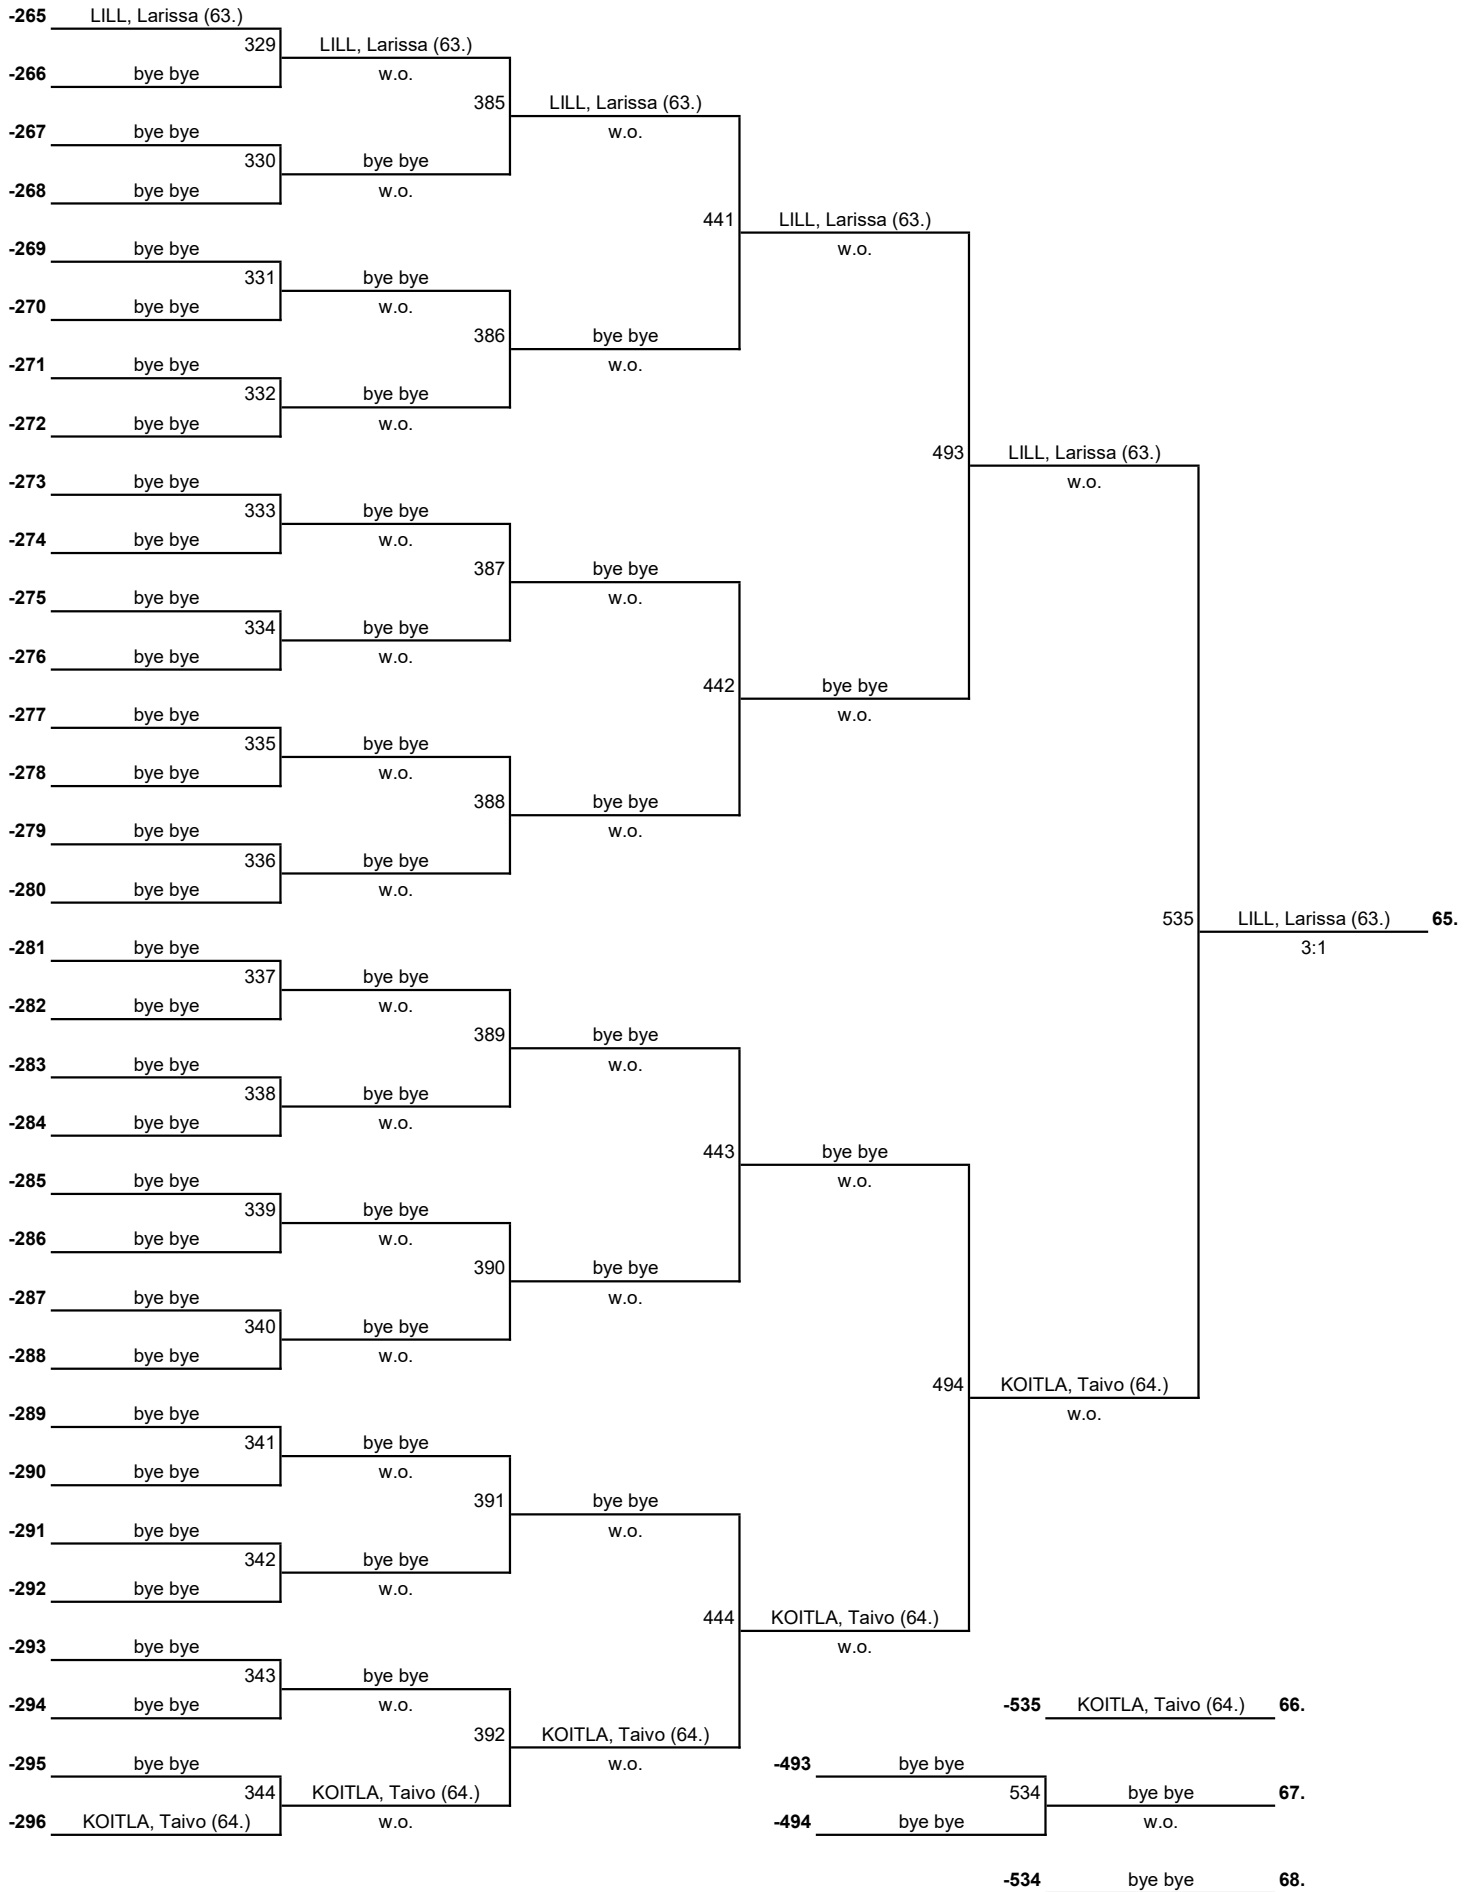 -265 LILL, Larissa (63.)
329 LILL, Larissa (63.)
-266 bye bye w.o.
385 LILL, Larissa (63.)
-267 bye bye w.o.
330 bye bye
-268 bye bye w.o.
441 LILL, Larissa (63.)
-269 bye bye w.o.
331 bye bye
-270 bye bye w.o.
386 bye bye
-271 bye bye w.o.
332 bye bye
-272 bye bye w.o.
493 LILL, Larissa (63.)
-273 bye bye w.o.
333 bye bye
-274 bye bye w.o.
387 bye bye
-275 bye bye w.o.
334 bye bye
-276 bye bye w.o.
442 bye bye
-277 bye bye w.o.
335 bye bye
-278 bye bye w.o.
388 bye bye
-279 bye bye w.o.
336 bye bye
-280 bye bye w.o.
535 LILL, Larissa (63.) 65.
-281 bye bye 3:1
337 bye bye
-282 bye bye w.o.
389 bye bye
-283 bye bye w.o.
338 bye bye
-284 bye bye w.o.
443 bye bye
-285 bye bye w.o.
339 bye bye
-286 bye bye w.o.
390 bye bye
-287 bye bye w.o.
340 bye bye
-288 bye bye w.o.
494 KOITLA, Taivo (64.)
-289 bye bye w.o.
341 bye bye
-290 bye bye w.o.
391 bye bye
-291 bye bye w.o.
342 bye bye
-292 bye bye w.o.
444 KOITLA, Taivo (64.)
-293 bye bye w.o.
343 bye bye
-294 bye bye w.o. -535 KOITLA, Taivo (64.) 66.
392 KOITLA, Taivo (64.)
-295 bye bye w.o. -493 bye bye
344 KOITLA, Taivo (64.) 534 bye bye 67.
-296 KOITLA, Taivo (64.) w.o. -494 bye bye w.o.
-534 bye bye 68.